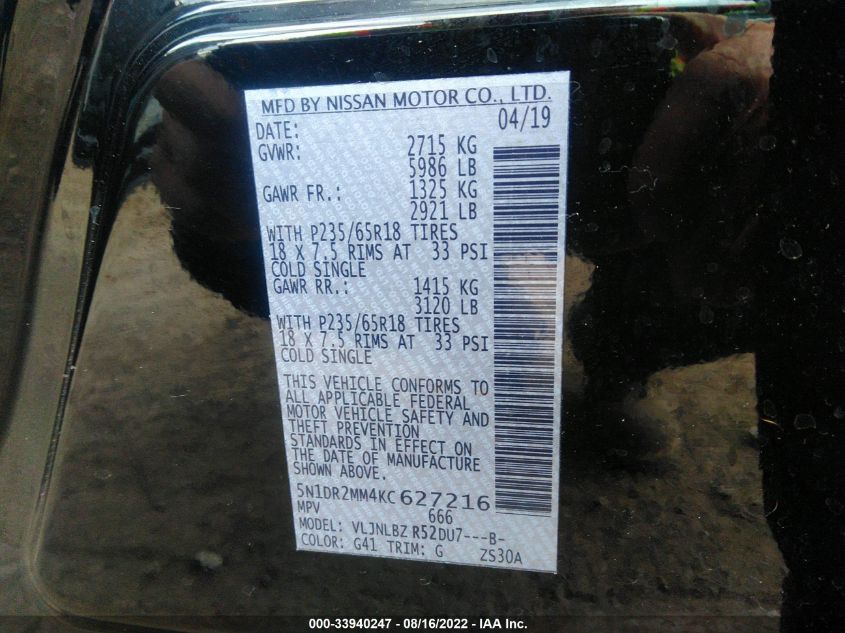 MFD BY NISSAN MOTOR CO., LTD.
DATE: 04/19
GVWR: 2715 KG
5986 LB
GAWR FR.: 1325 KG
2921 LB
WITH P235/65R18 TIRES
18 X 7.5 RIMS AT 33 PSI
COLD SINGLE
GAWR RR.: 1415 KG
3120 LB
WITH P235/65R18 TIRES
18 X 7.5 RIMS AT 33 PSI
COLD SINGLE
THIS VEHICLE CONFORMS TO
ALL APPLICABLE FEDERAL
MOTOR VEHICLE SAFETY AND
THEFT PREVENTION
STANDARDS IN EFFECT ON
THE DATE OF MANUFACTURE
SHOWN ABOVE.
5N1DR2MM4KC627216
MPV 666
MODEL: VLJNLBZ R52DU7---B-
COLOR: G41 TRIM: G ZS30A
000-33940247 - 08/16/2022 - IAA Inc.